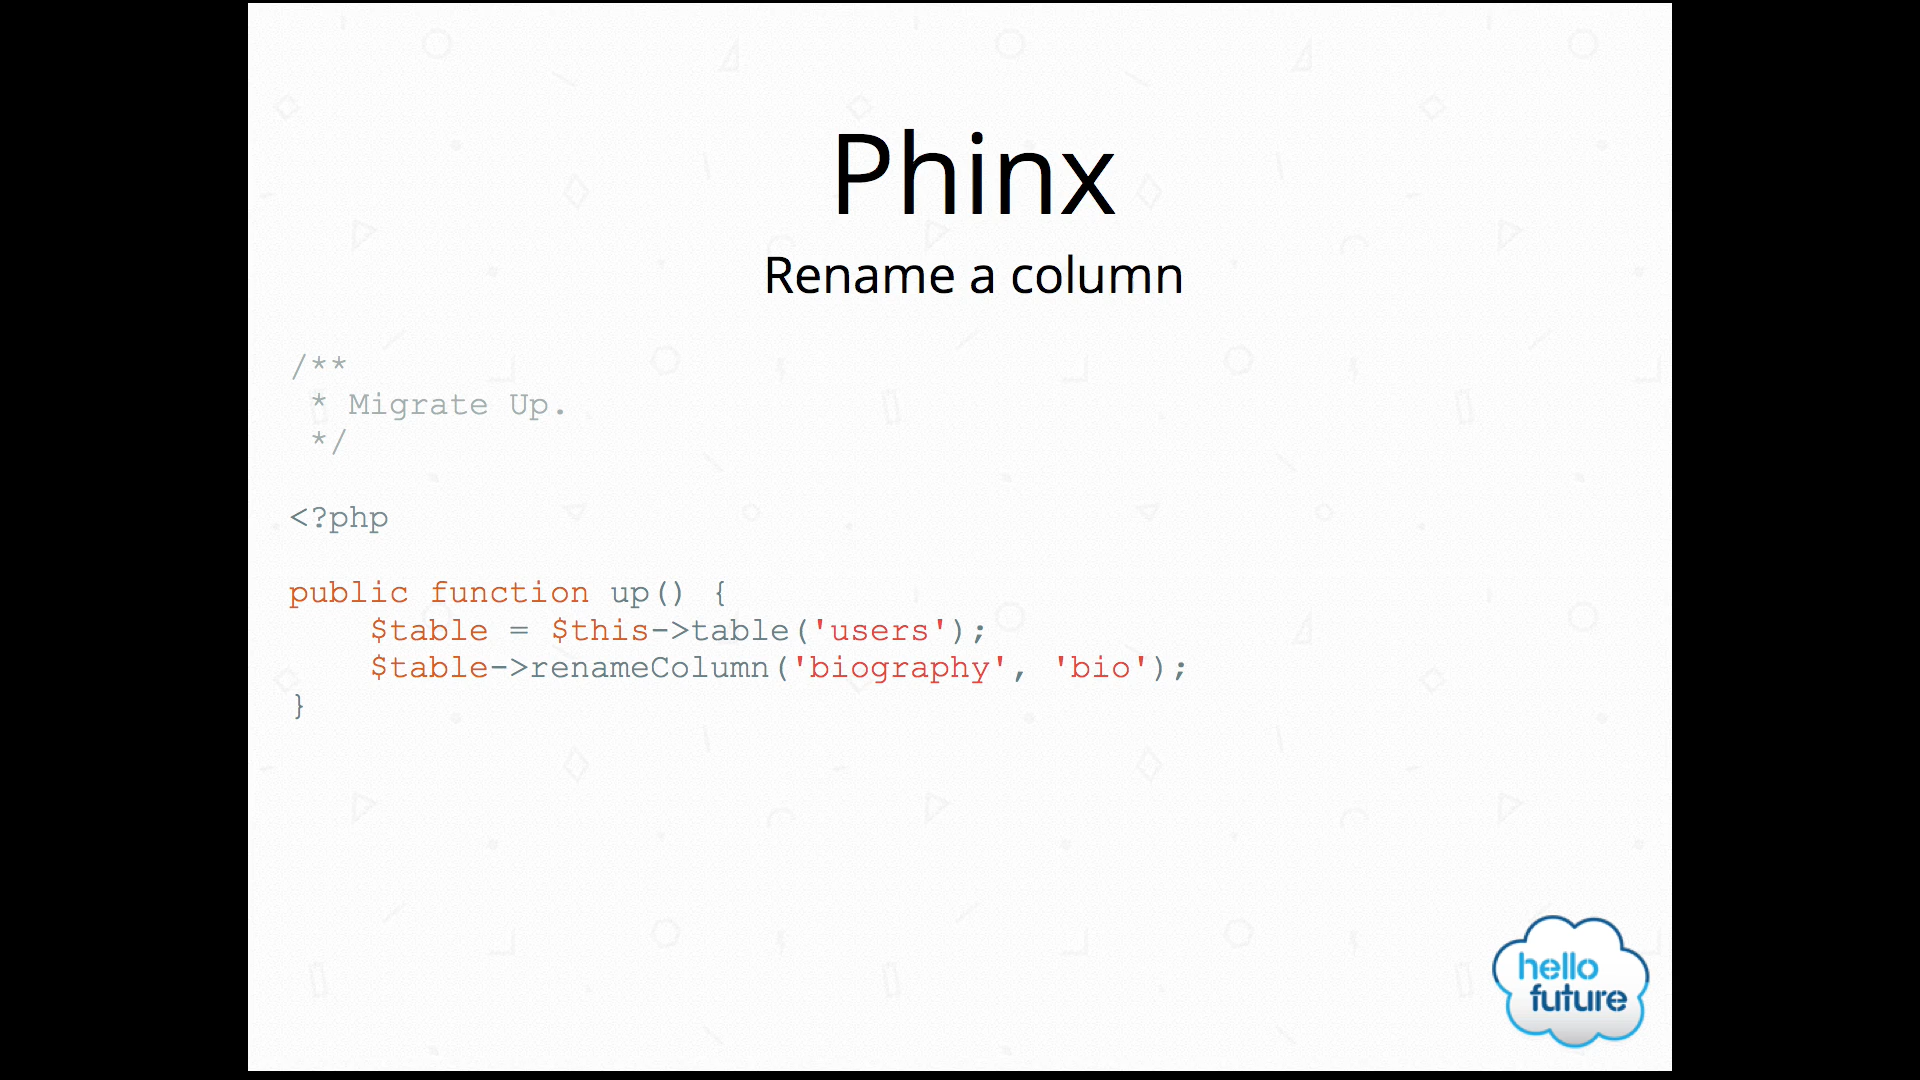 Phinx
Rename a column
/**
 * Migrate Up.
 */
<?php
public function up() {
    $table = $this->table('users');
    $table->renameColumn('biography', 'bio');
}
hello
future